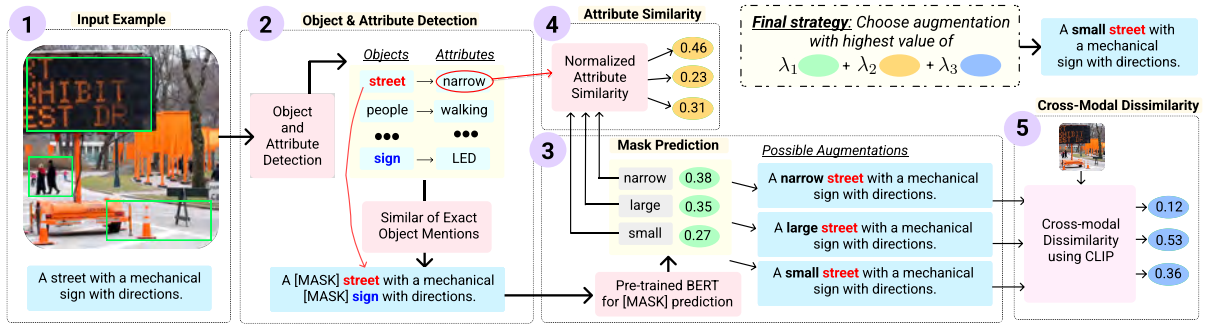 1
Input Example
RT
XHIBIT
EST DR
A street with a mechanical
sign with directions.
2
Object & Attribute Detection
Object
and
Attribute
Detection
Objects
Attributes
street
narrow
people
walking
●●●
●●●
sign
LED
Similar of Exact
Object Mentions
A [MASK] street with a mechanical
[MASK] sign with directions.
4
Attribute Similarity
Normalized
Attribute
Similarity
0.46
0.23
0.31
3
Mask Prediction
narrow
0.38
large
0.35
small
0.27
Pre-trained BERT
for [MASK] prediction
Possible Augmentations
A narrow street with a mechanical
sign with directions.
A large street with a mechanical
sign with directions.
A small street with a mechanical
sign with directions.
Final strategy: Choose augmentation
with highest value of
λ1 + λ2 + λ3
A small street with
a mechanical
sign with directions.
Cross-Modal Dissimilarity
5
Cross-modal
Dissimilarity
using CLIP
0.12
0.53
0.36